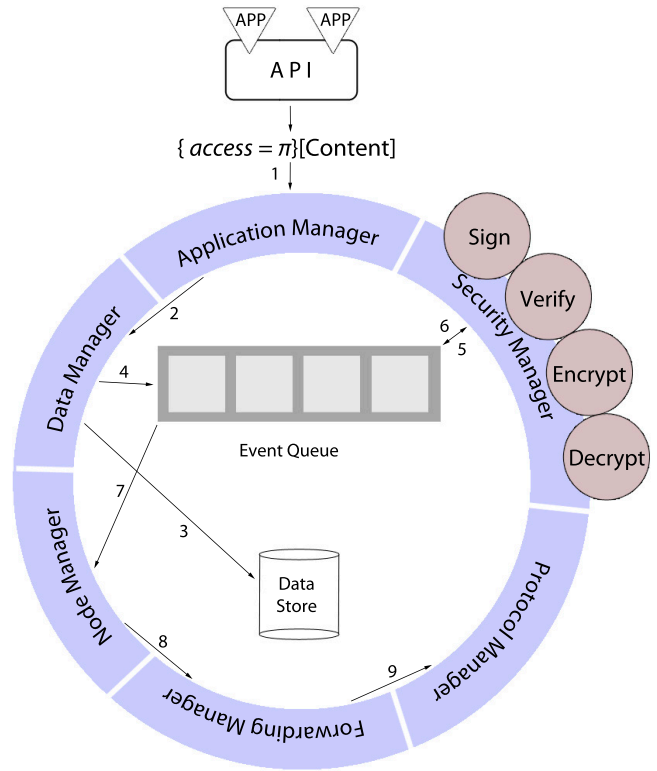 APP
APP
API
{ access = π}[Content]
1
Application Manager
Sign
Verify
Encrypt
Decrypt
Security Manager
2
Data Manager
6
5
4
Event Queue
7
3
Node Manager
Data
Store
Protocol Manager
8
9
Forwarding Manager